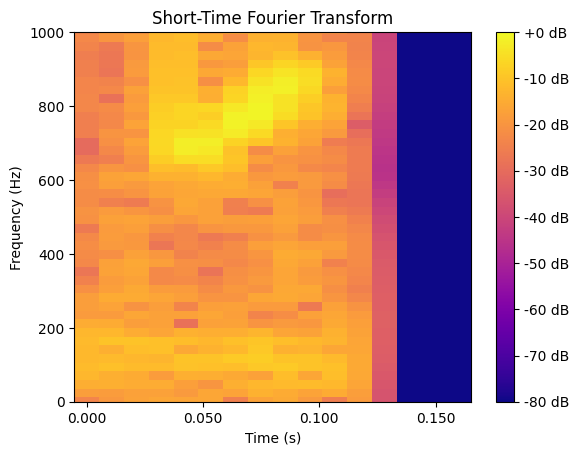 Short-Time Fourier Transform
1000
800
600
400
200
0
Frequency (Hz)
0.000
0.050
0.100
0.150
Time (s)
+0 dB
-10 dB
-20 dB
-30 dB
-40 dB
-50 dB
-60 dB
-70 dB
-80 dB